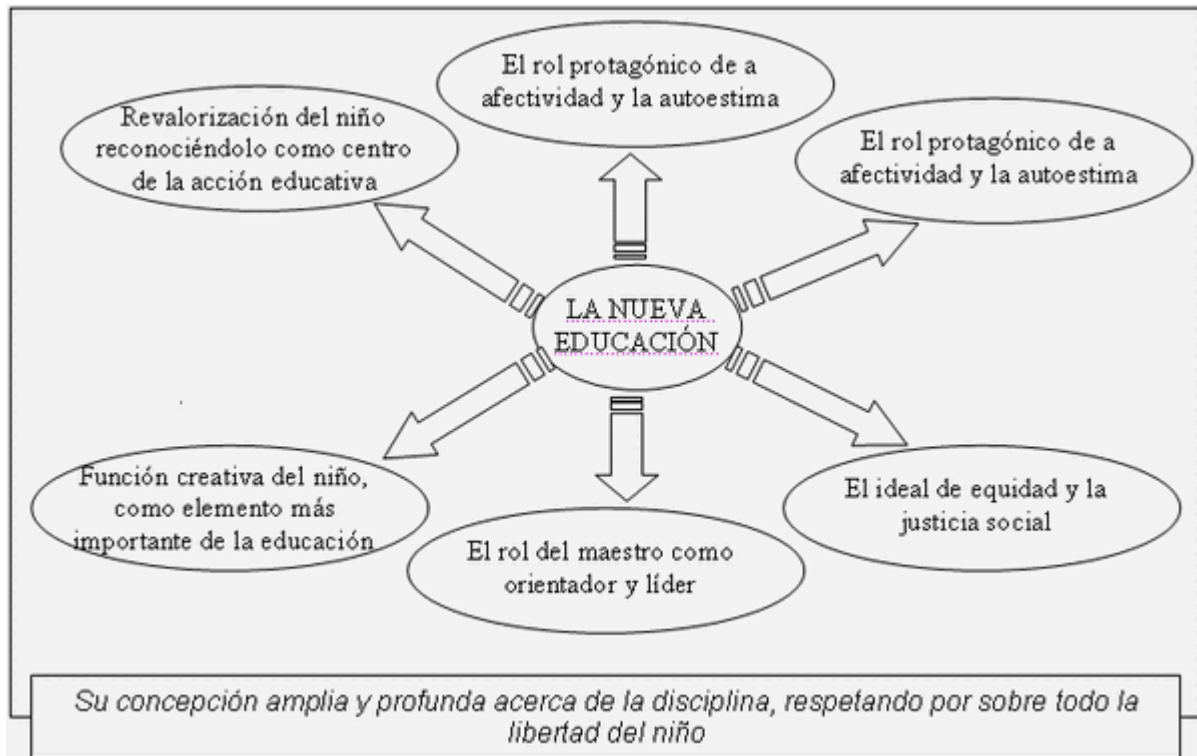 El rol protagónico de a
afectividad y la autoestima
Revalorización del niño
reconociéndolo como centro
de la acción educativa
El rol protagónico de a
afectividad y la autoestima
LA NUEVA
EDUCACIÓN
Función creativa del niño,
como elemento más
importante de la educación
El ideal de equidad y la
justicia social
El rol del maestro como
orientador y líder
Su concepción amplia y profunda acerca de la disciplina, respetando por sobre todo la
libertad del niño